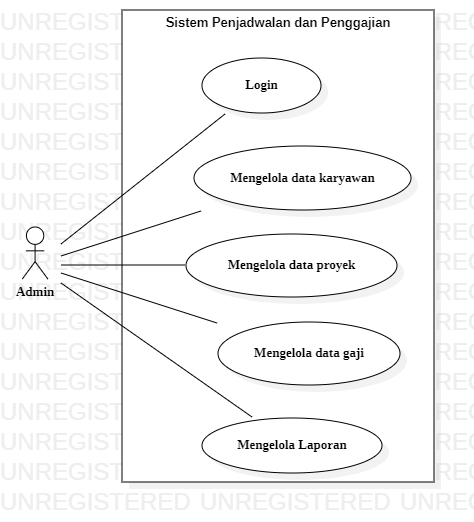 Sistem Penjadwalan dan Penggajian
Login
Mengelola data karyawan
Mengelola data proyek
Admin
Mengelola data gaji
Mengelola Laporan
UNREGISTERED UNREGISTERED UNREG